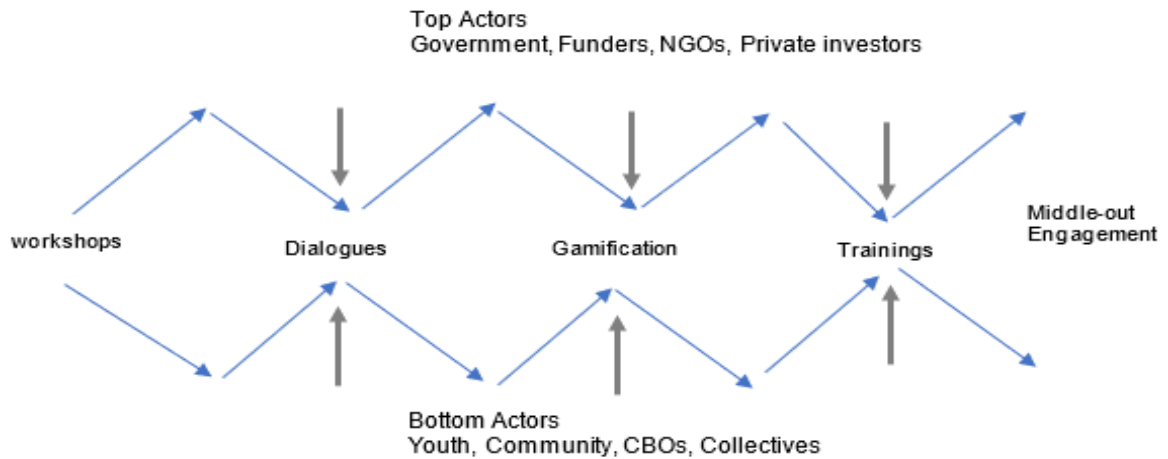 Top Actors
Government, Funders, NGOs, Private investors
workshops
Dialogues
Gamification
Trainings
Middle-out
Engagement
Bottom Actors
Youth, Community, CBOs, Collectives